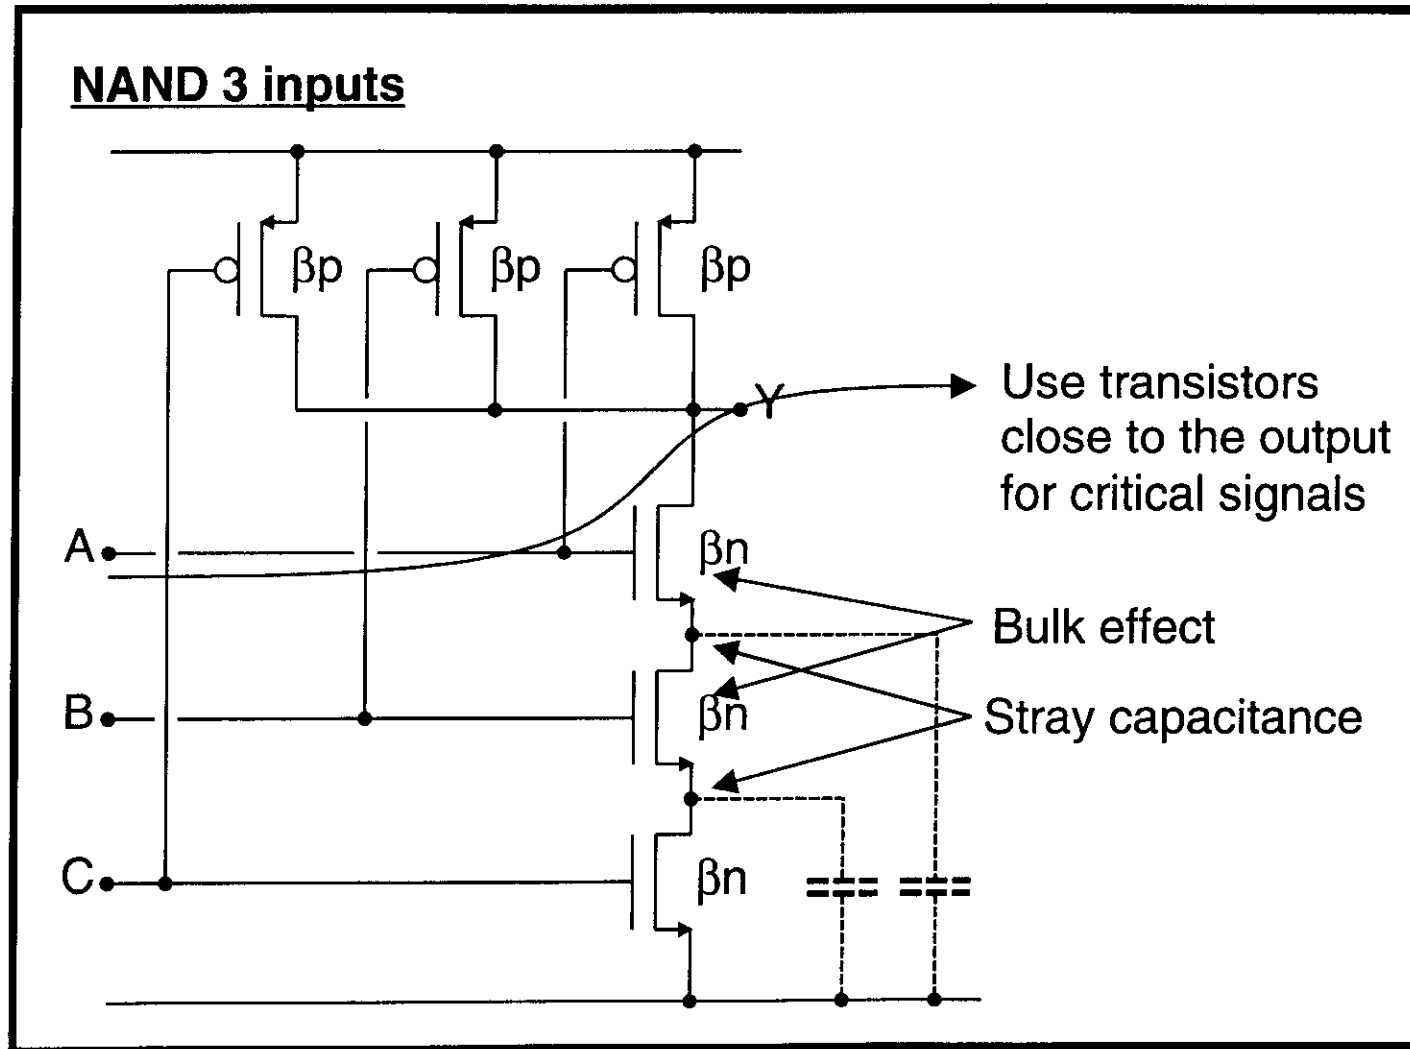 NAND 3 inputs
βp
βp
βp
Y
Use transistors
close to the output
for critical signals
A
βn
Bulk effect
B
βn
Stray capacitance
C
βn